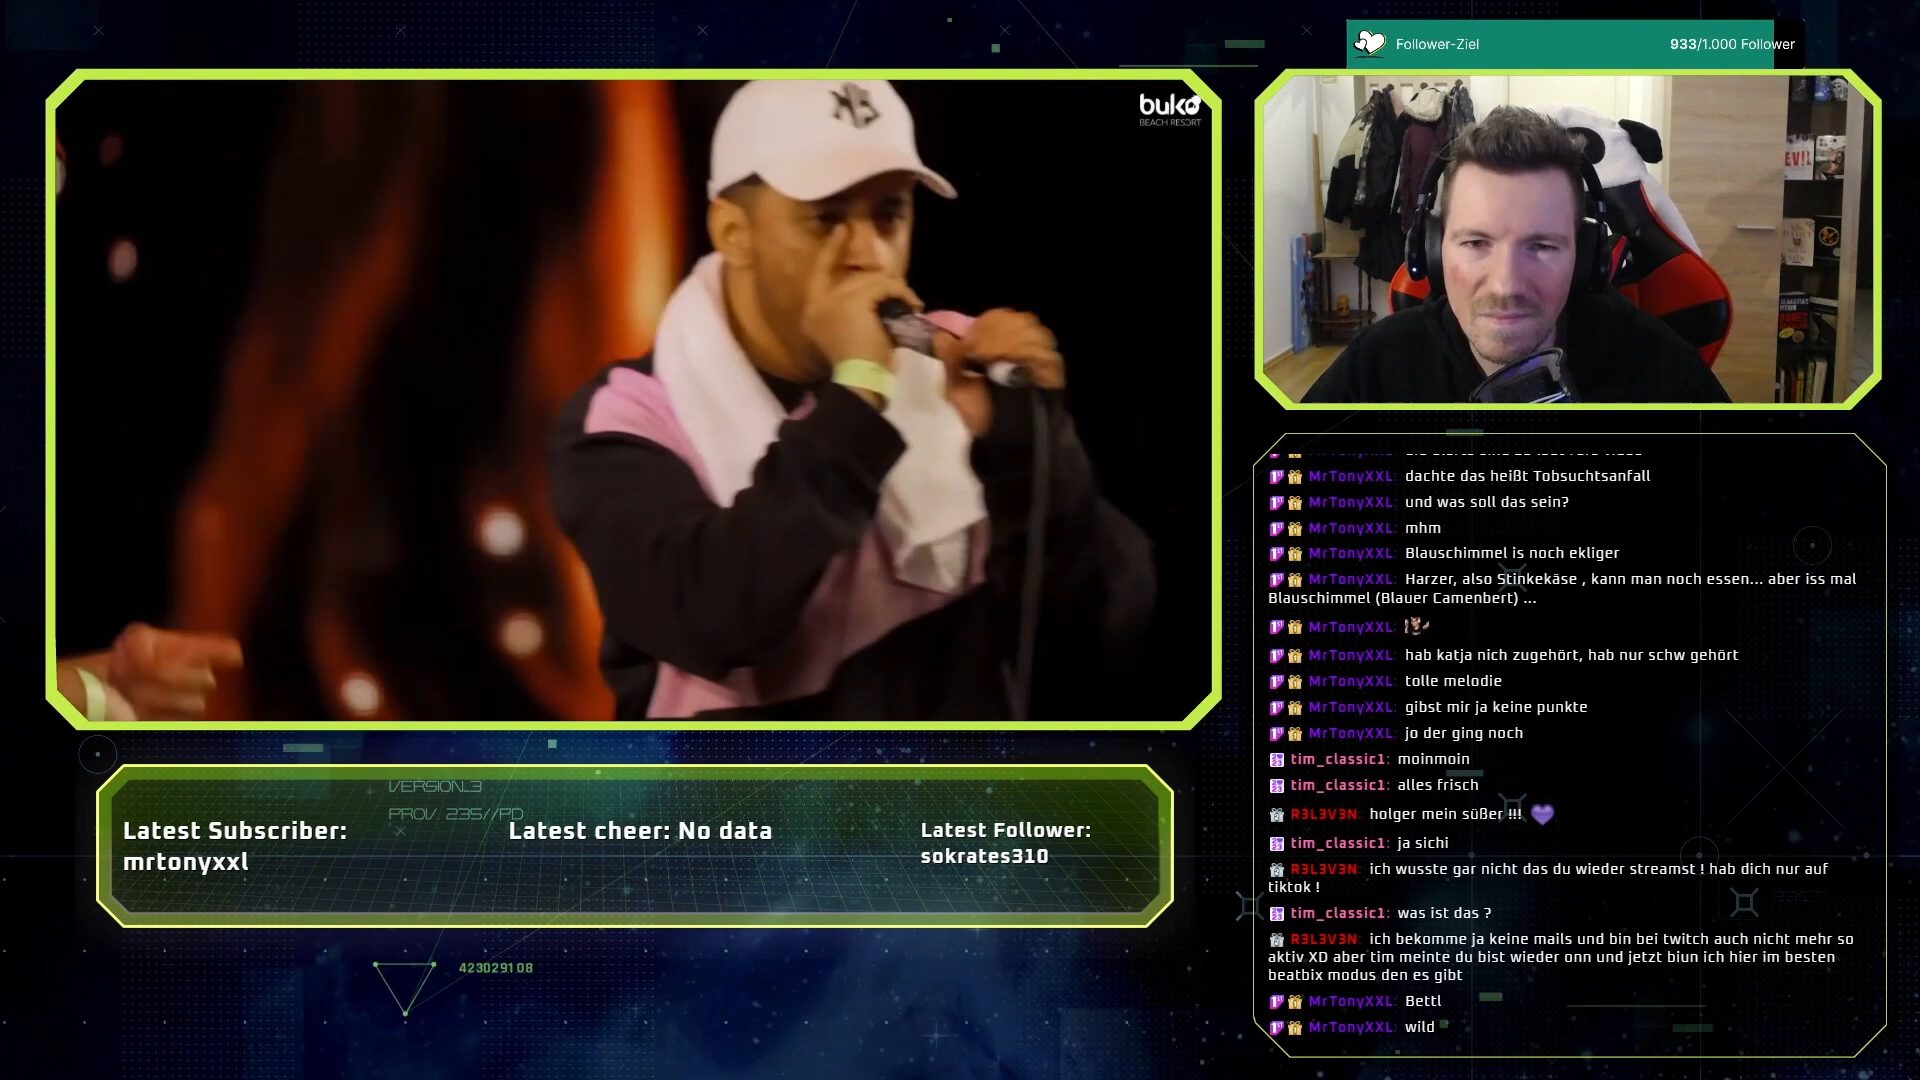 Follower-Ziel
933/1.000 Follower
buko
BEACH RESORT
EVIL
MrTonyXXL: dachte das heißt Tobsuchtsanfall
MrTonyXXL: und was soll das sein?
MrTonyXXL: mhm
MrTonyXXL: Blauschimmel is noch ekliger
MrTonyXXL: Harzer, also Stinkekäse , kann man noch essen... aber iss mal
Blauschimmel (Blauer Camenbert) ...
MrTonyXXL:
MrTonyXXL: hab katja nich zugehört, hab nur schw gehört
MrTonyXXL: tolle melodie
MrTonyXXL: gibst mir ja keine punkte
MrTonyXXL: jo der ging noch
tim_classic1: moinmoin
tim_classic1: alles frisch
R3L3V3N: holger mein süßer !!!
tim_classic1: ja sichi
R3L3V3N: ich wusste gar nicht das du wieder streamst ! hab dich nur auf
tiktok !
tim_classic1: was ist das ?
R3L3V3N: ich bekomme ja keine mails und bin bei twitch auch nicht mehr so
aktiv XD aber tim meinte du bist wieder onn und jetzt biun ich hier im besten
beatbix modus den es gibt
MrTonyXXL: Bettl
MrTonyXXL: wild
VERSION_3
PROV. 235//PD
Latest Subscriber:
mrtonyxxl
Latest cheer: No data
Latest Follower:
sokrates310
423029108